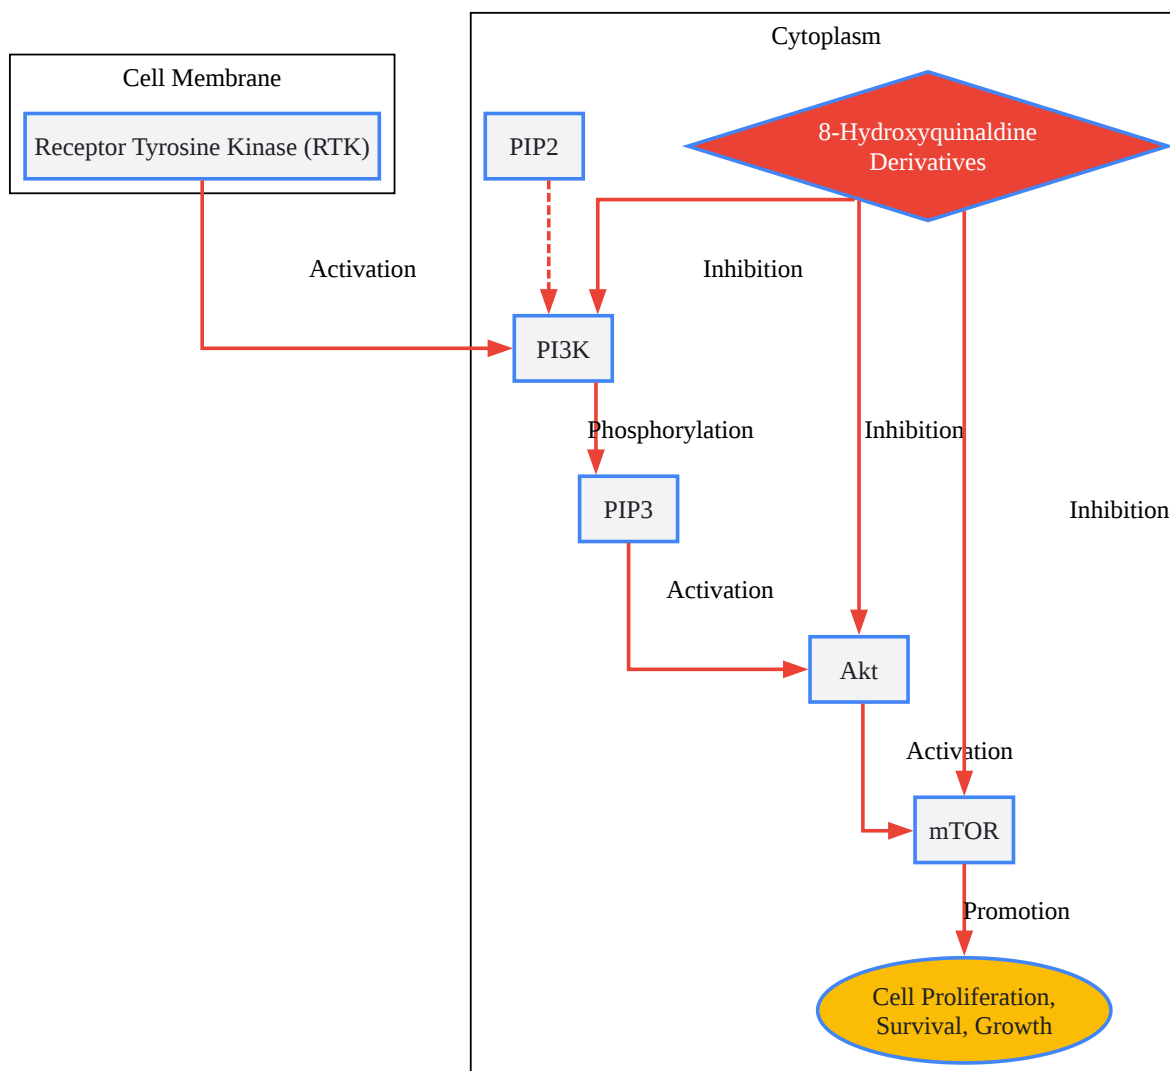 Cytoplasm
Cell Membrane
Receptor Tyrosine Kinase (RTK)
PIP2
8-Hydroxyquinaldine
Derivatives
Activation
Inhibition
PI3K
Phosphorylation
Inhibition
PIP3
Inhibition
Activation
Akt
Activation
mTOR
Promotion
Cell Proliferation,
Survival, Growth